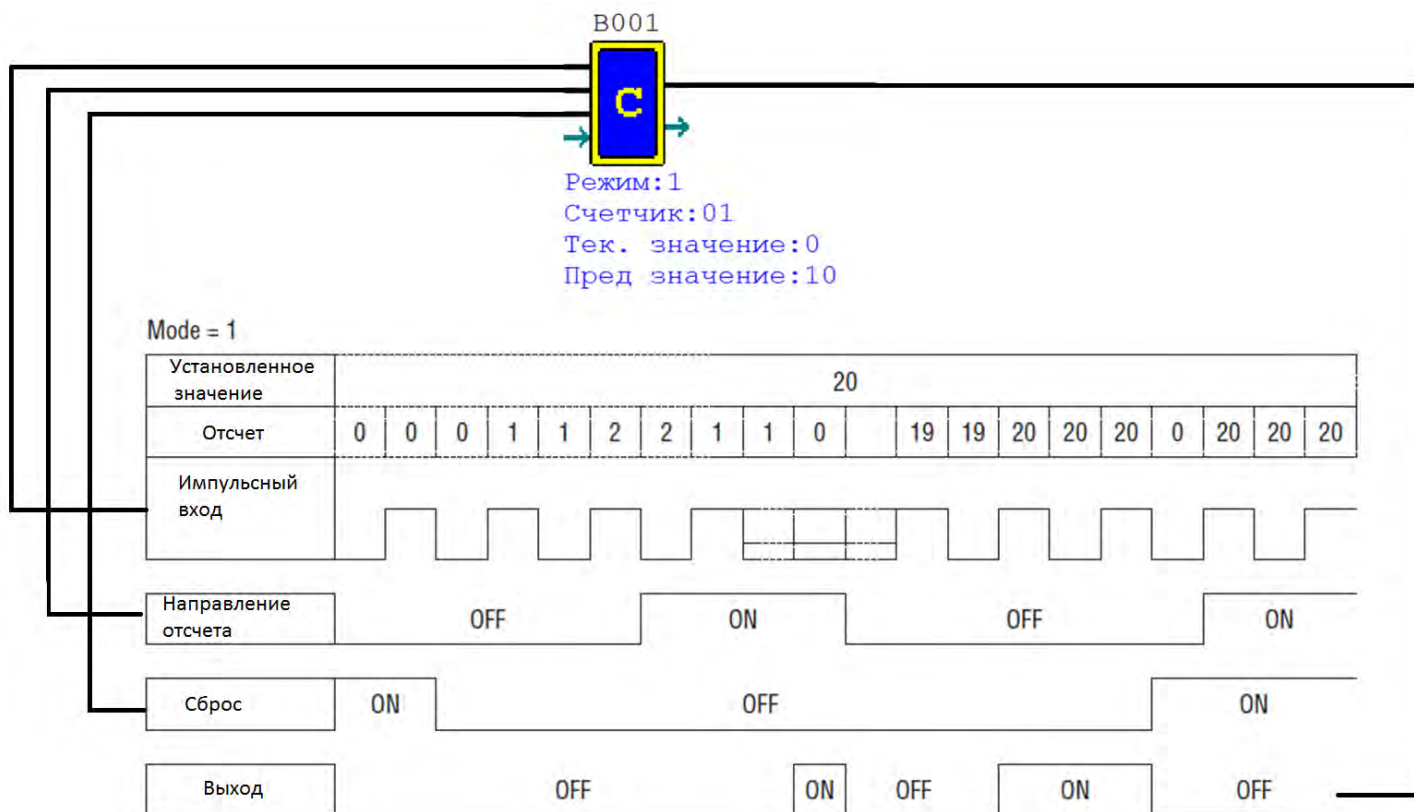 B001
C
Режим:1
Счетчик:01
Тек. значение:0
Пред значение:10
Mode = 1
Установленное
значение
20
Отсчет 0 0 0 1 1 2 2 1 1 0 19 19 20 20 20 0 20 20 20
Импульсный
вход
Направление
отсчета
OFF ON OFF ON
Сброс ON OFF ON
Выход OFF ON OFF ON OFF